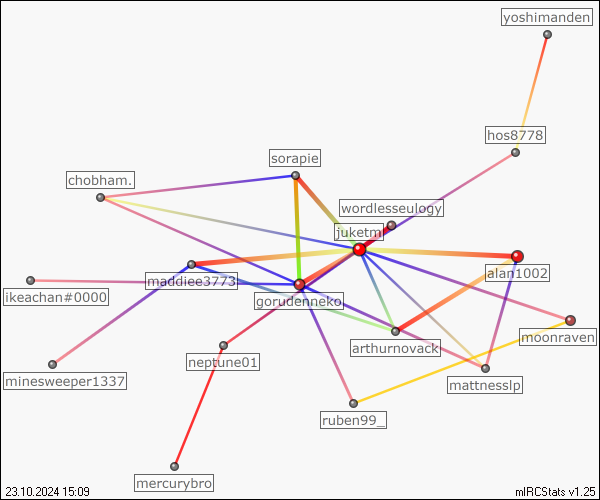 yoshimanden
hos8778
sorapie
chobham.
wordlesseulogy
juketm
maddiee3773
alan1002
ikeachan#0000
gorudenneko
moonraven
arthurnovack
neptune01
minesweeper1337
mattnesslp
ruben99_
mercurybro
23.10.2024 15:09
mIRCStats v1.25